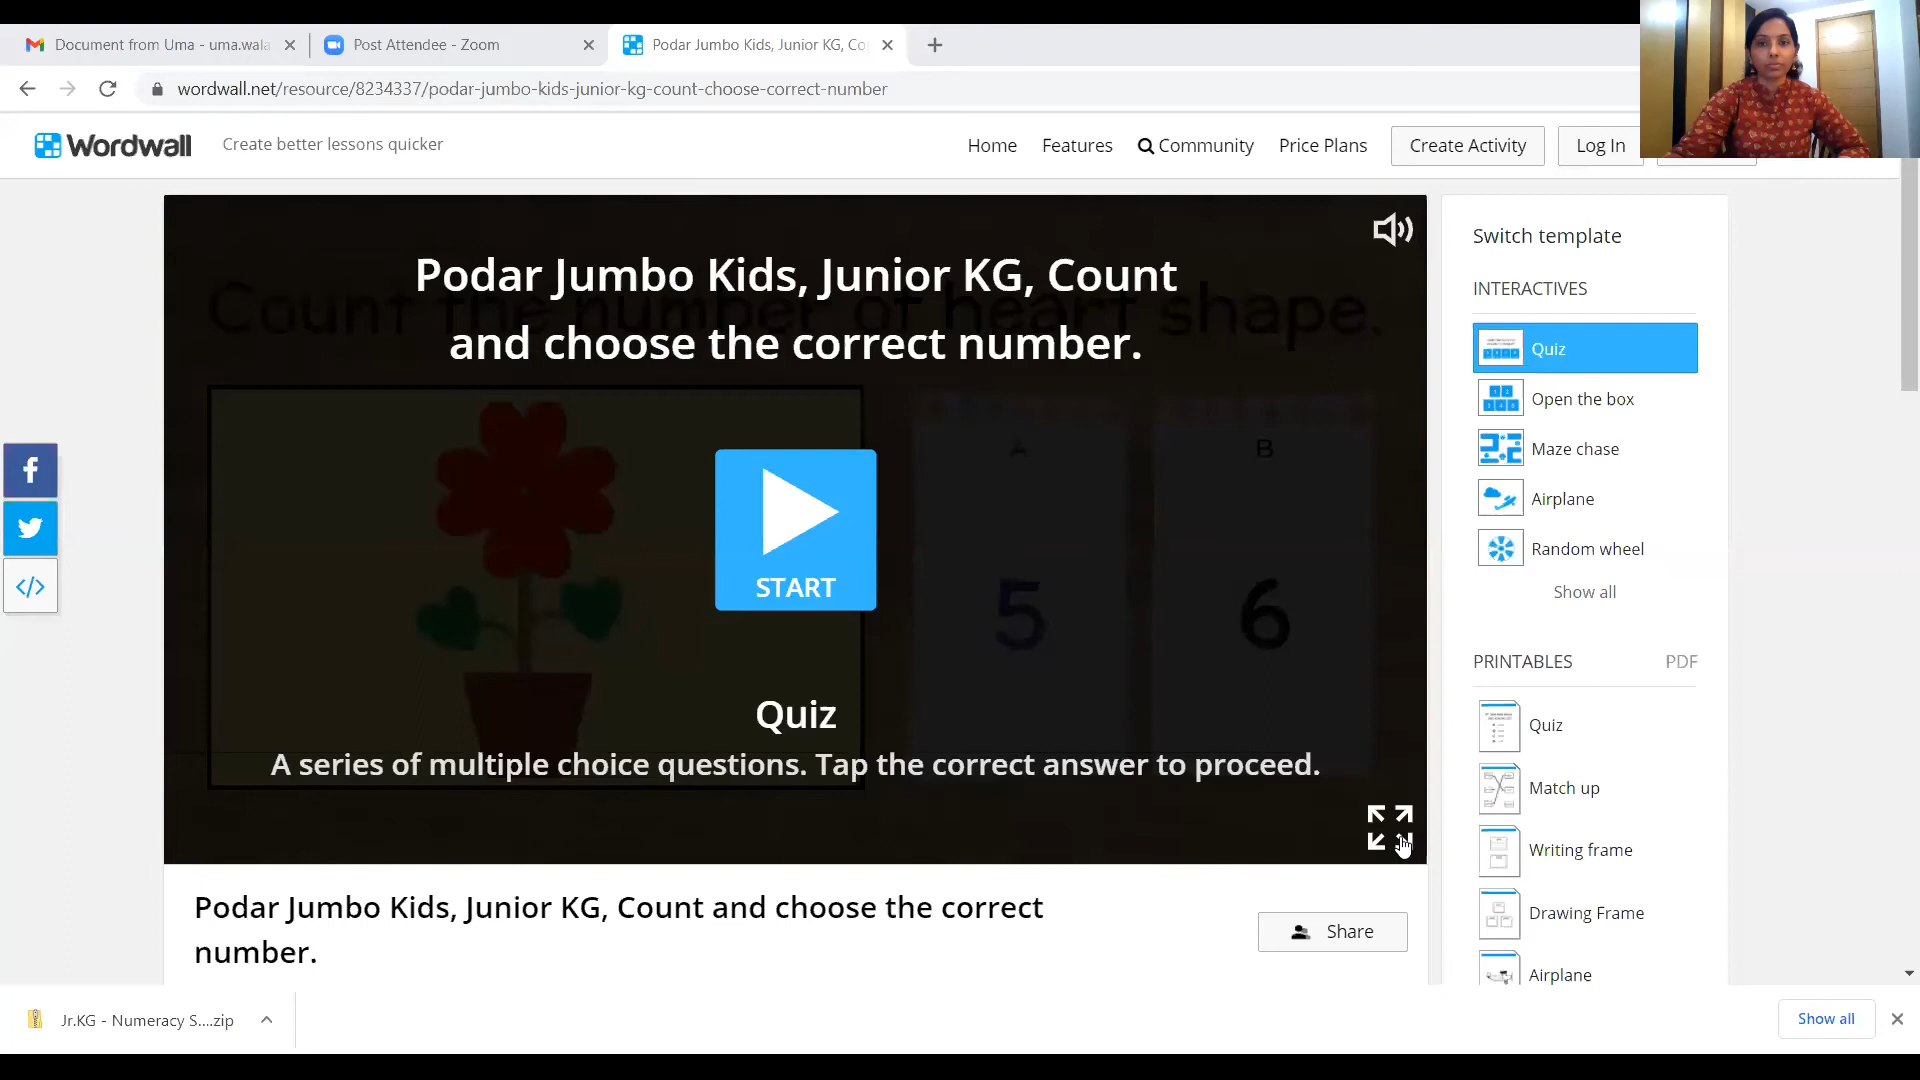 Document from Uma - uma.wala
Post Attendee - Zoom
Podar Jumbo Kids, Junior KG, Co
wordwall.net/resource/8234337/podar-jumbo-kids-junior-kg-count-choose-correct-number
Wordwall
Create better lessons quicker
Home
Features
Community
Price Plans
Create Activity
Log In
Podar Jumbo Kids, Junior KG, Count
and choose the correct number.
Count the number of heart shape.
A
B
5
6
START
Quiz
A series of multiple choice questions. Tap the correct answer to proceed.
Switch template
INTERACTIVES
Quiz
Open the box
Maze chase
Airplane
Random wheel
Show all
PRINTABLES PDF
Quiz
Match up
Writing frame
Drawing Frame
Airplane
Podar Jumbo Kids, Junior KG, Count and choose the correct
number.
Share
Jr.KG - Numeracy S....zip
Show all